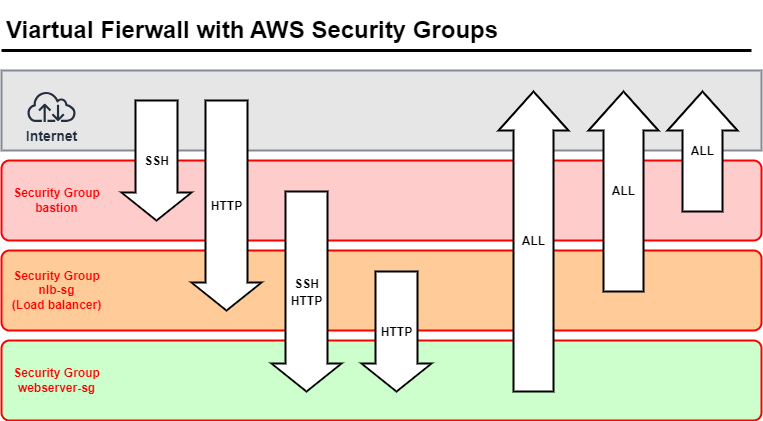 Viartual Fierwall with AWS Security Groups
Internet
SSH
HTTP
ALL
ALL
ALL
Security Group
bastion
SSH
HTTP
Security Group
nlb-sg
(Load balancer)
HTTP
Security Group
webserver-sg